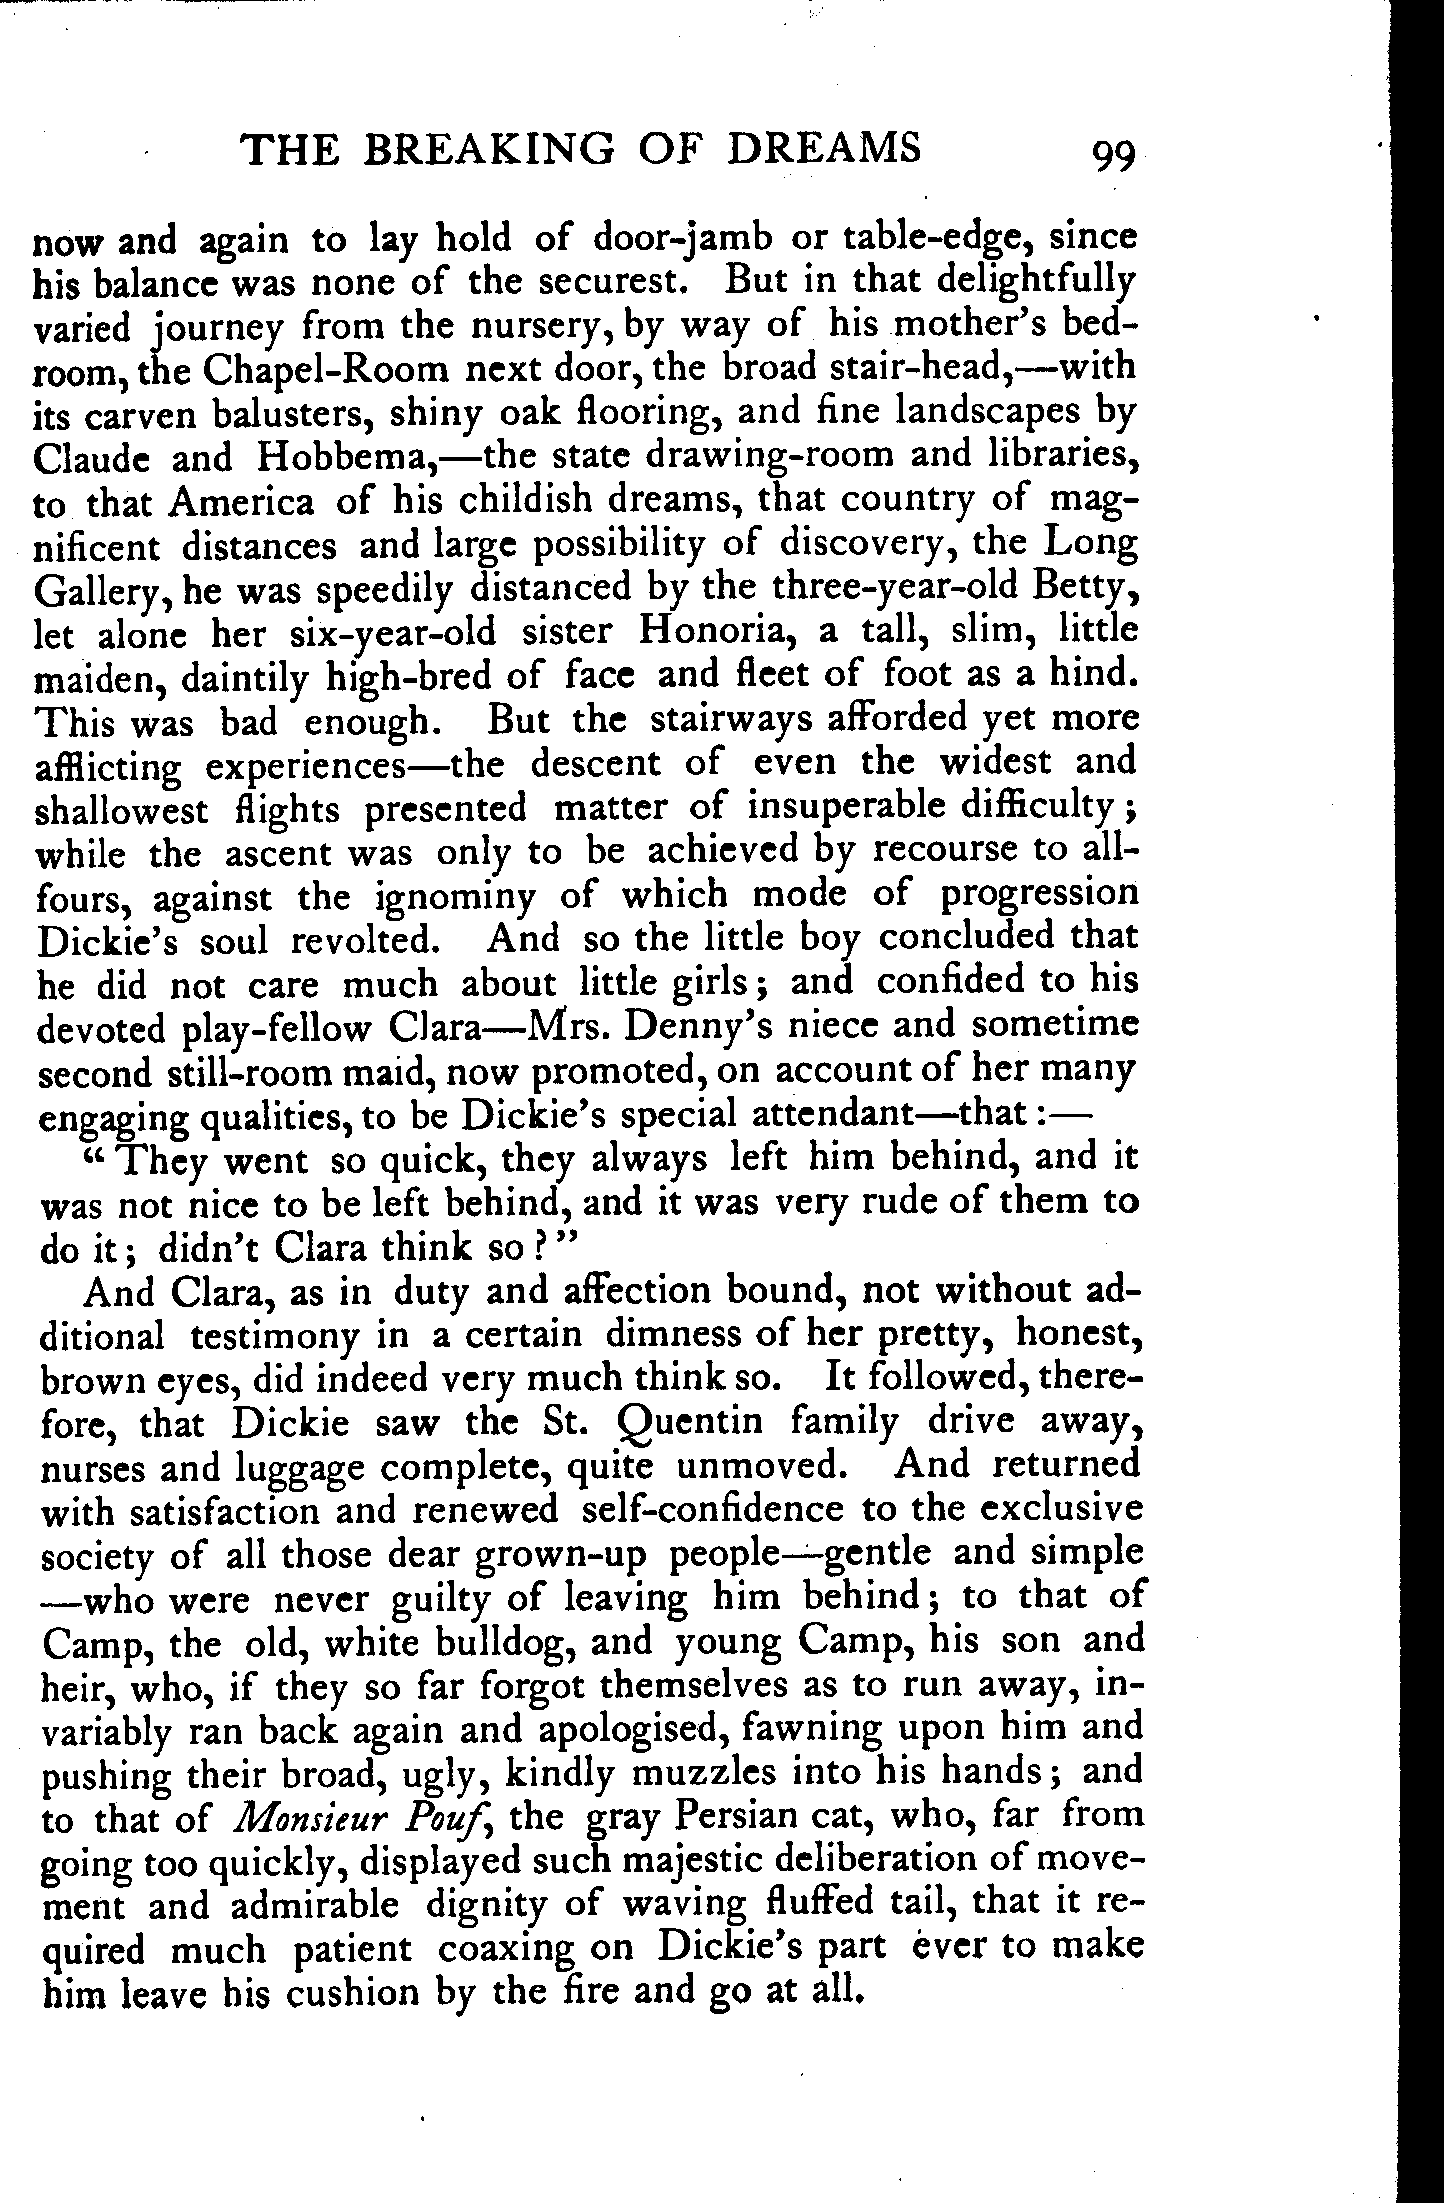 THE BREAKING OF DREAMS 99
now and again to lay hold of door-jamb or table-edge, since
his balance was none of the securest. But in that delightfully
varied journey from the nursery, by way of his mother's bed-
room, the Chapel-Room next door, the broad stair-head,—with
its carven balusters, shiny oak flooring, and fine landscapes by
Claude and Hobbema,—the state drawing-room and libraries,
to that America of his childish dreams, that country of mag-
nificent distances and large possibility of discovery, the Long
Gallery, he was speedily distanced by the three-year-old Betty,
let alone her six-year-old sister Honoria, a tall, slim, little
maiden, daintily high-bred of face and fleet of foot as a hind.
This was bad enough. But the stairways afforded yet more
afflicting experiences—the descent of even the widest and
shallowest flights presented matter of insuperable difficulty;
while the ascent was only to be achieved by recourse to all-
fours, against the ignominy of which mode of progression
Dickie's soul revolted. And so the little boy concluded that
he did not care much about little girls; and confided to his
devoted play-fellow Clara—Mrs. Denny's niece and sometime
second still-room maid, now promoted, on account of her many
engaging qualities, to be Dickie's special attendant—that:—
"They went so quick, they always left him behind, and it
was not nice to be left behind, and it was very rude of them to
do it; didn't Clara think so?"
And Clara, as in duty and affection bound, not without ad-
ditional testimony in a certain dimness of her pretty, honest,
brown eyes, did indeed very much think so. It followed, there-
fore, that Dickie saw the St. Quentin family drive away,
nurses and luggage complete, quite unmoved. And returned
with satisfaction and renewed self-confidence to the exclusive
society of all those dear grown-up people—gentle and simple
—who were never guilty of leaving him behind; to that of
Camp, the old, white bulldog, and young Camp, his son and
heir, who, if they so far forgot themselves as to run away, in-
variably ran back again and apologised, fawning upon him and
pushing their broad, ugly, kindly muzzles into his hands; and
to that of Monsieur Pouf, the gray Persian cat, who, far from
going too quickly, displayed such majestic deliberation of move-
ment and admirable dignity of waving fluffed tail, that it re-
quired much patient coaxing on Dickie's part ever to make
him leave his cushion by the fire and go at all.